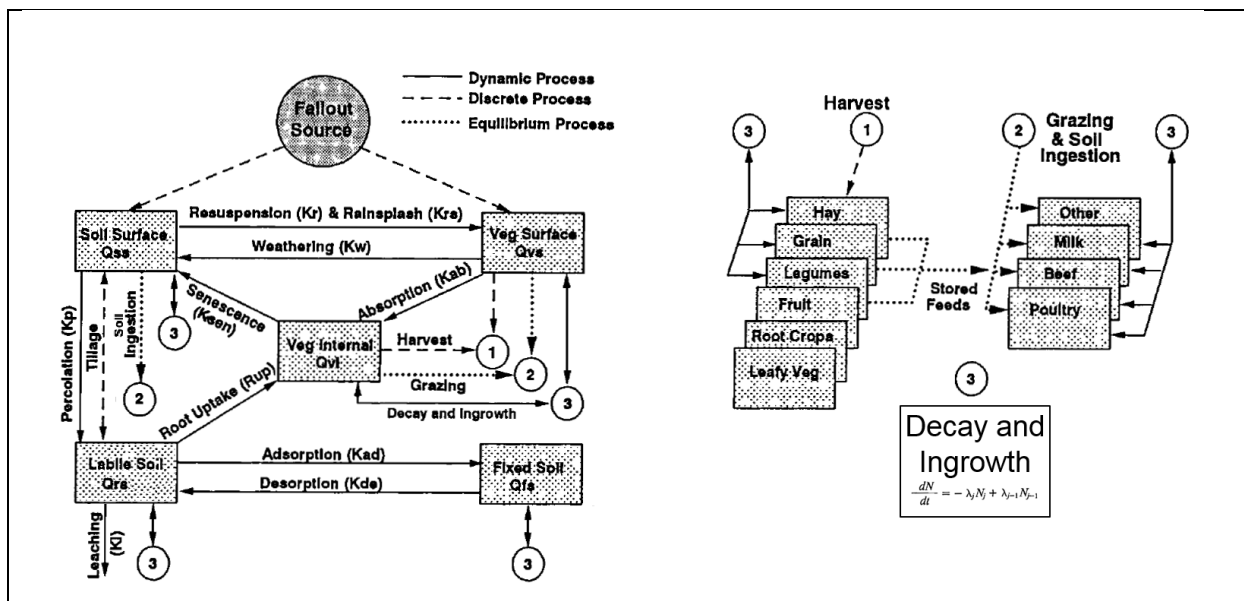 Fallout
Source
Dynamic Process
Discrete Process
Equilibrium Process
Soil Surface
Qss
Resuspension (Kr) & Rainsplash (Krs)
Weathering (Kw)
Veg Surface
Qvs
Absorption (Kab)
Senescence
(Ksen)
Percolation (Kp)
Tillage
Soil
Ingestion
3
2
Veg Internal
Qvi
Harvest
1
Grazing
2
Decay and Ingrowth
3
Root Uptake (Rup)
Labile Soil
Qrs
Adsorption (Kad)
Desorption (Kde)
Fixed Soil
Qfs
Leaching
(Kl)
3
3
Harvest
3
1
Hay
Grain
Legumes
Fruit
Root Cropa
Leafy Veg
Stored
Feeds
2
Grazing
& Soil
Ingestion
3
Other
Milk
Beef
Poultry
3
Decay and
Ingrowth
dN/dt = − λjNj + λj−1Nj−1